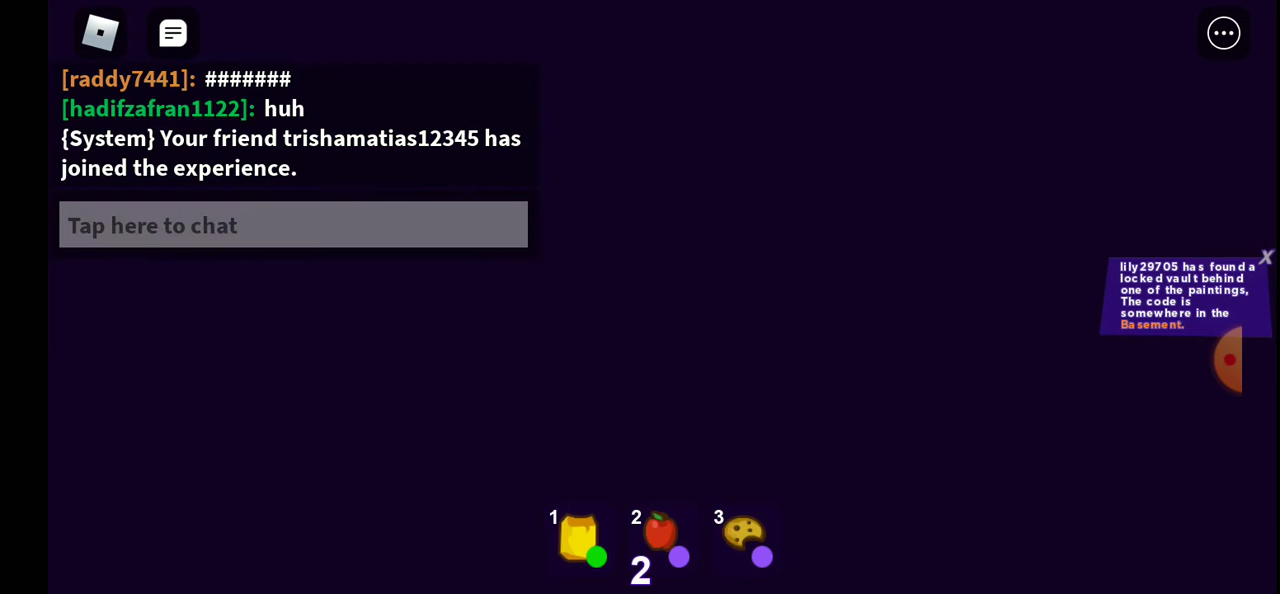 [raddy7441]: #######
[hadifzafran1122]: huh
{System} Your friend trishamatias12345 has
joined the experience.
Tap here to chat
X
lily29705 has found a
locked vault behind
one of the paintings,
The code is
somewhere in the
Basement.
1
2
3
2